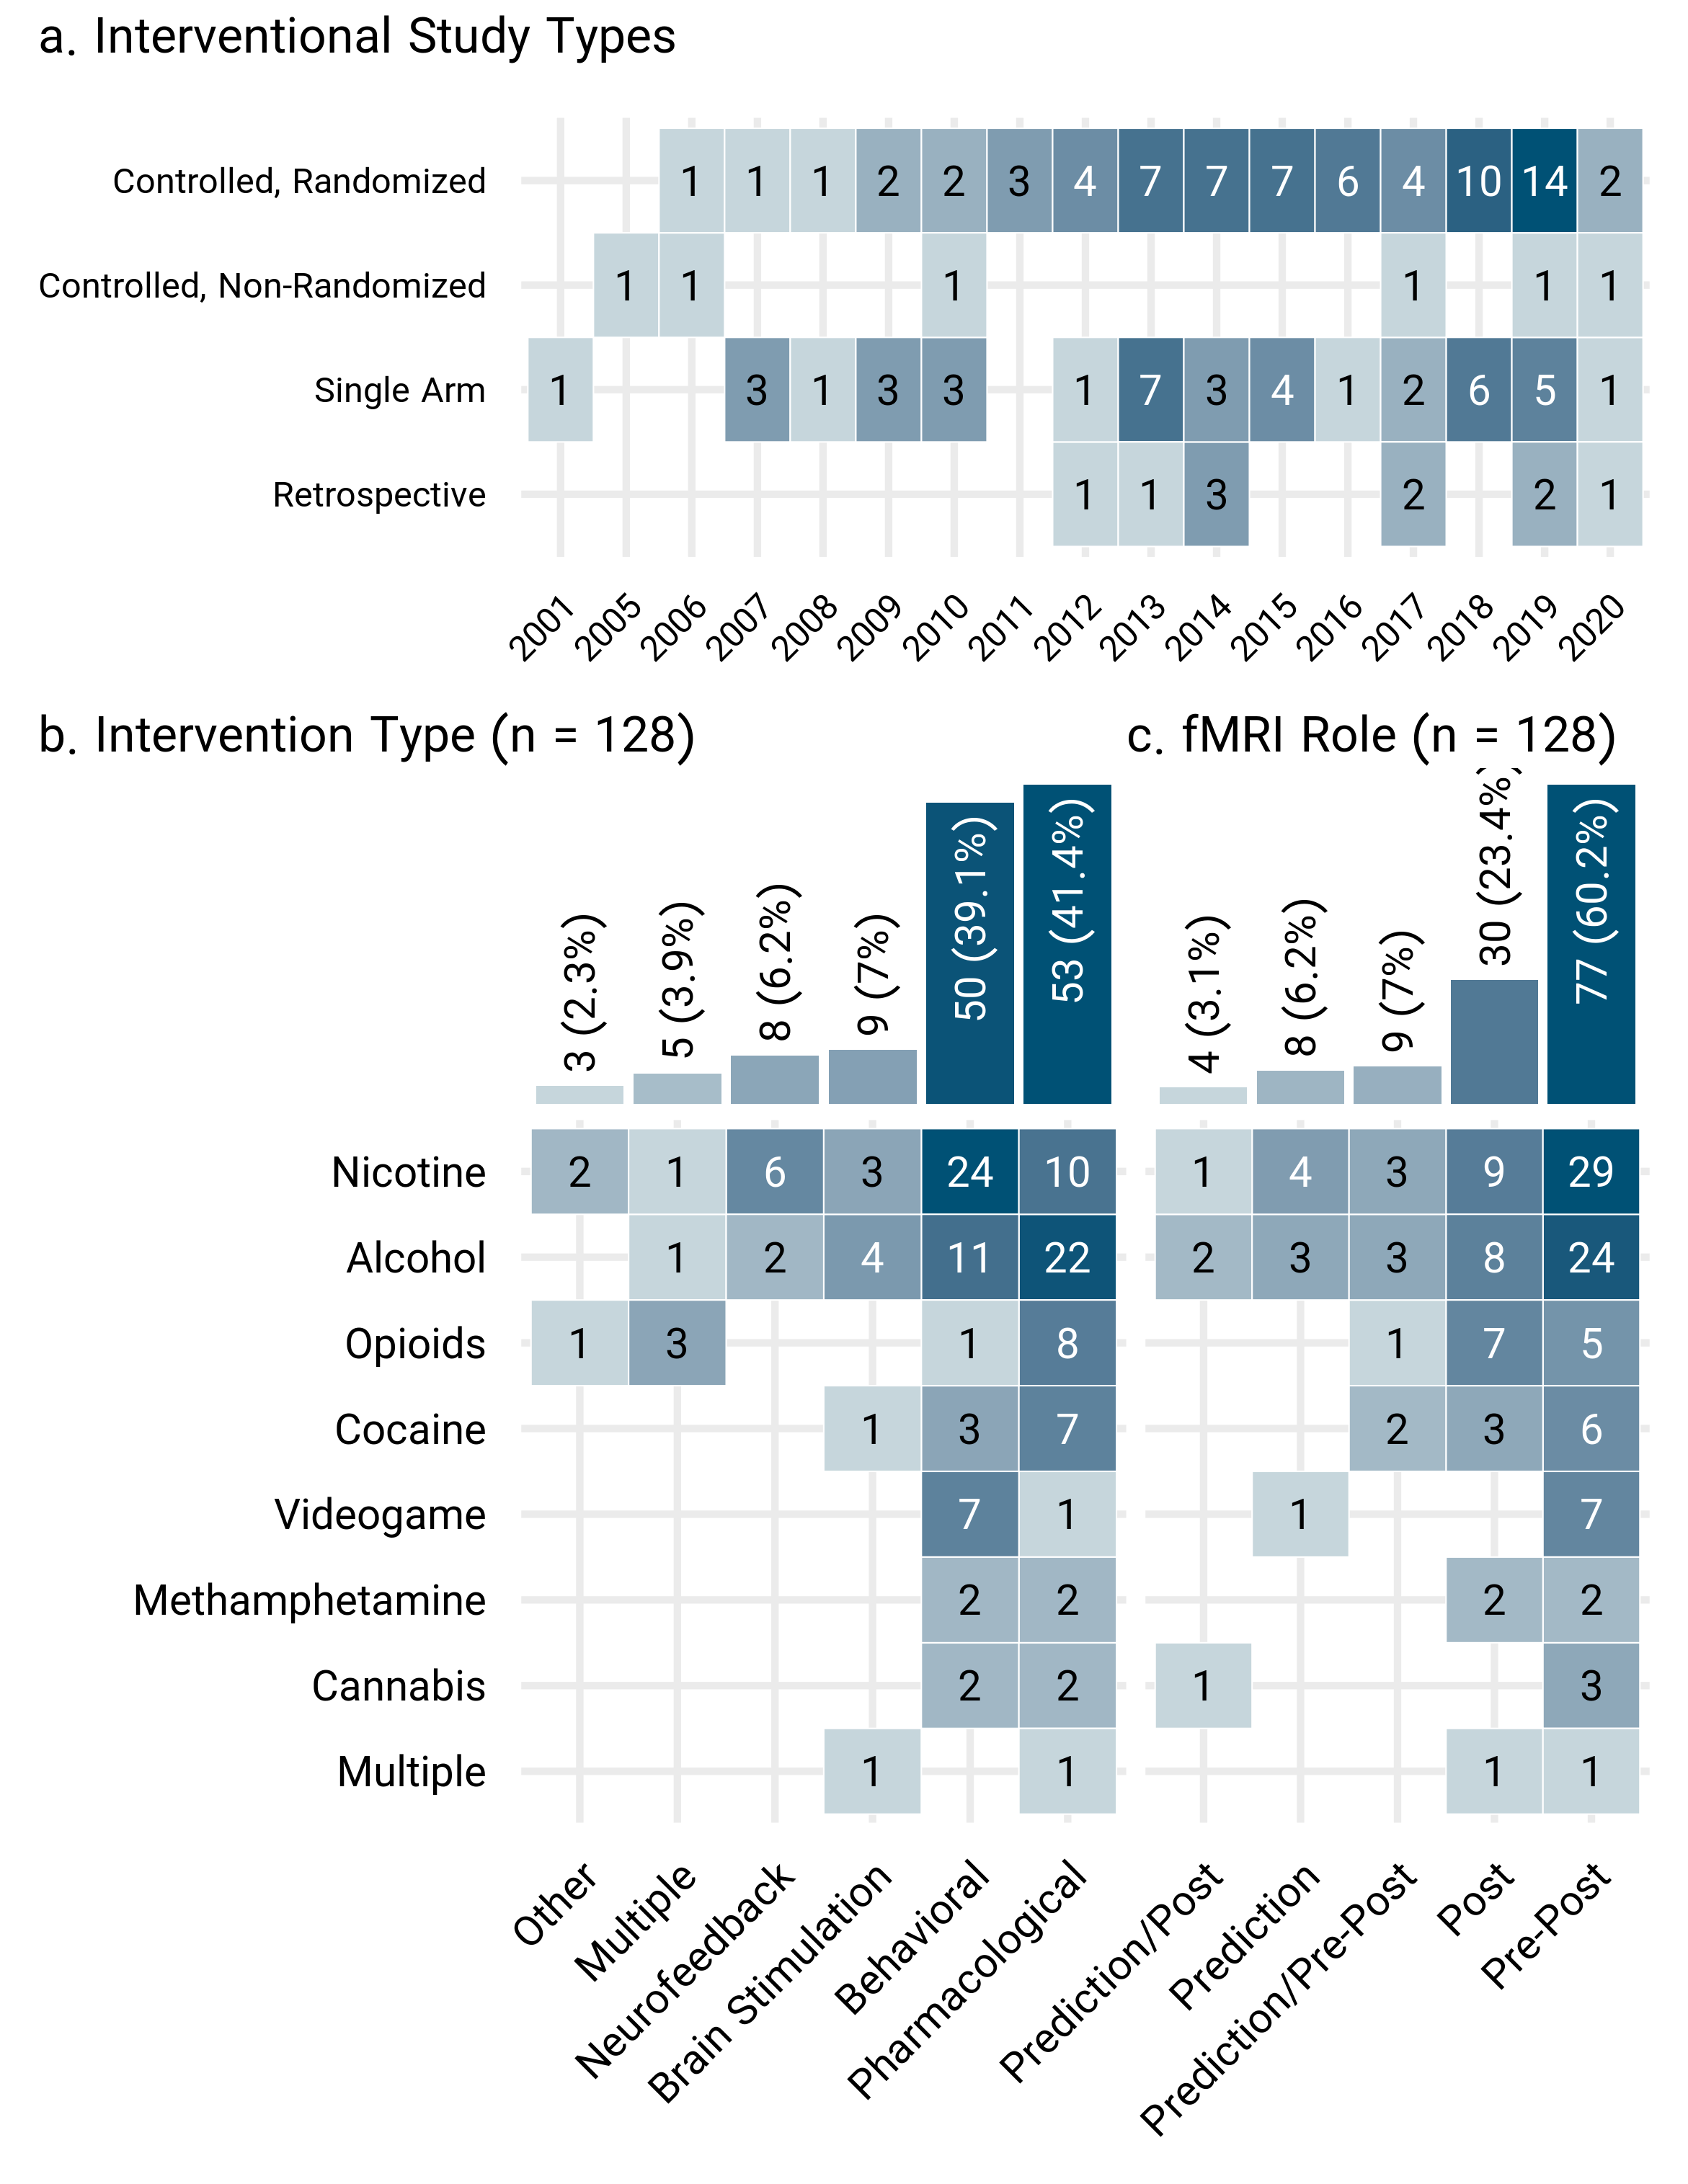 a. Interventional Study Types
Controlled, Randomized 1 1 1 2 2 3 4 7 7 7 6 4 10 14 2
Controlled, Non-Randomized 1 1 1 1 1 1
Single Arm 1 3 1 3 3 1 7 3 4 1 2 6 5 1
Retrospective 1 1 3 2 2 1
2001 2005 2006 2007 2008 2009 2010 2011 2012 2013 2014 2015 2016 2017 2018 2019 2020
b. Intervention Type (n = 128)
c. fMRI Role (n = 128)
3 (2.3%)
5 (3.9%)
8 (6.2%)
9 (7%)
50 (39.1%)
53 (41.4%)
4 (3.1%)
8 (6.2%)
9 (7%)
30 (23.4%)
77 (60.2%)
Nicotine 2 1 6 3 24 10 1 4 3 9 29
Alcohol 1 2 4 11 22 2 3 3 8 24
Opioids 1 3 1 8 1 7 5
Cocaine 1 3 7 2 3 6
Videogame 7 1 1 7
Methamphetamine 2 2 2 2
Cannabis 2 2 1 3
Multiple 1 1 1 1
Other
Multiple
Neurofeedback
Brain Stimulation
Behavioral
Pharmacological
Prediction/Post
Prediction
Prediction/Pre-Post
Post
Pre-Post